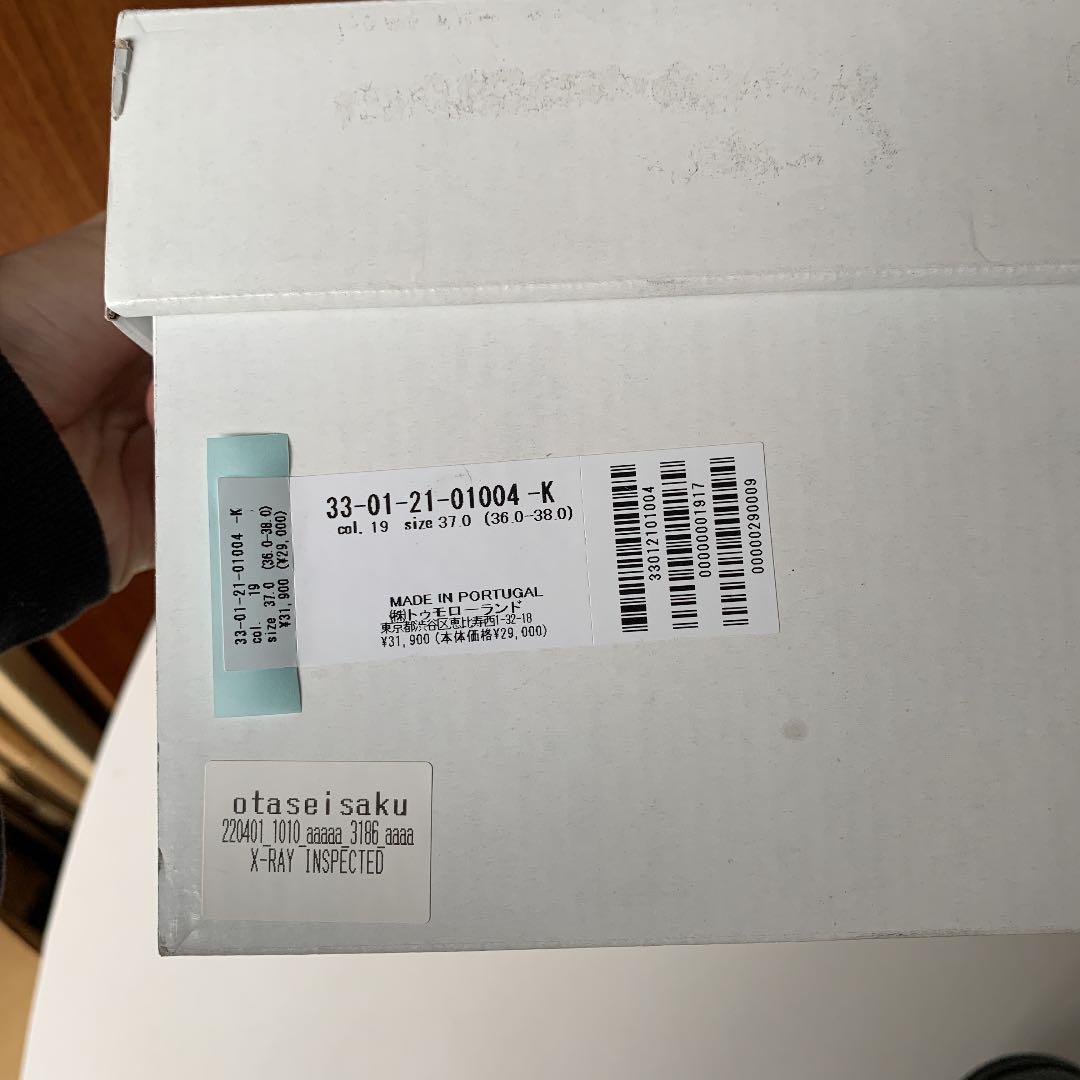 33-01-21-01004 -K
col. 19
size 37.0 (36.0-38.0)
¥31,900 (¥29,000)
33-01-21-01004 -K
col. 19 size 37.0 (36.0-38.0)
MADE IN PORTUGAL
㈱トゥモローランド
東京都渋谷区恵比寿西1-32-18
¥31,900(本体価格¥29,000)
33012101004
0000000001917
00000290009
otaseisaku
220401_1010_aaaaa_3186_aaaa
X-RAY INSPECTED